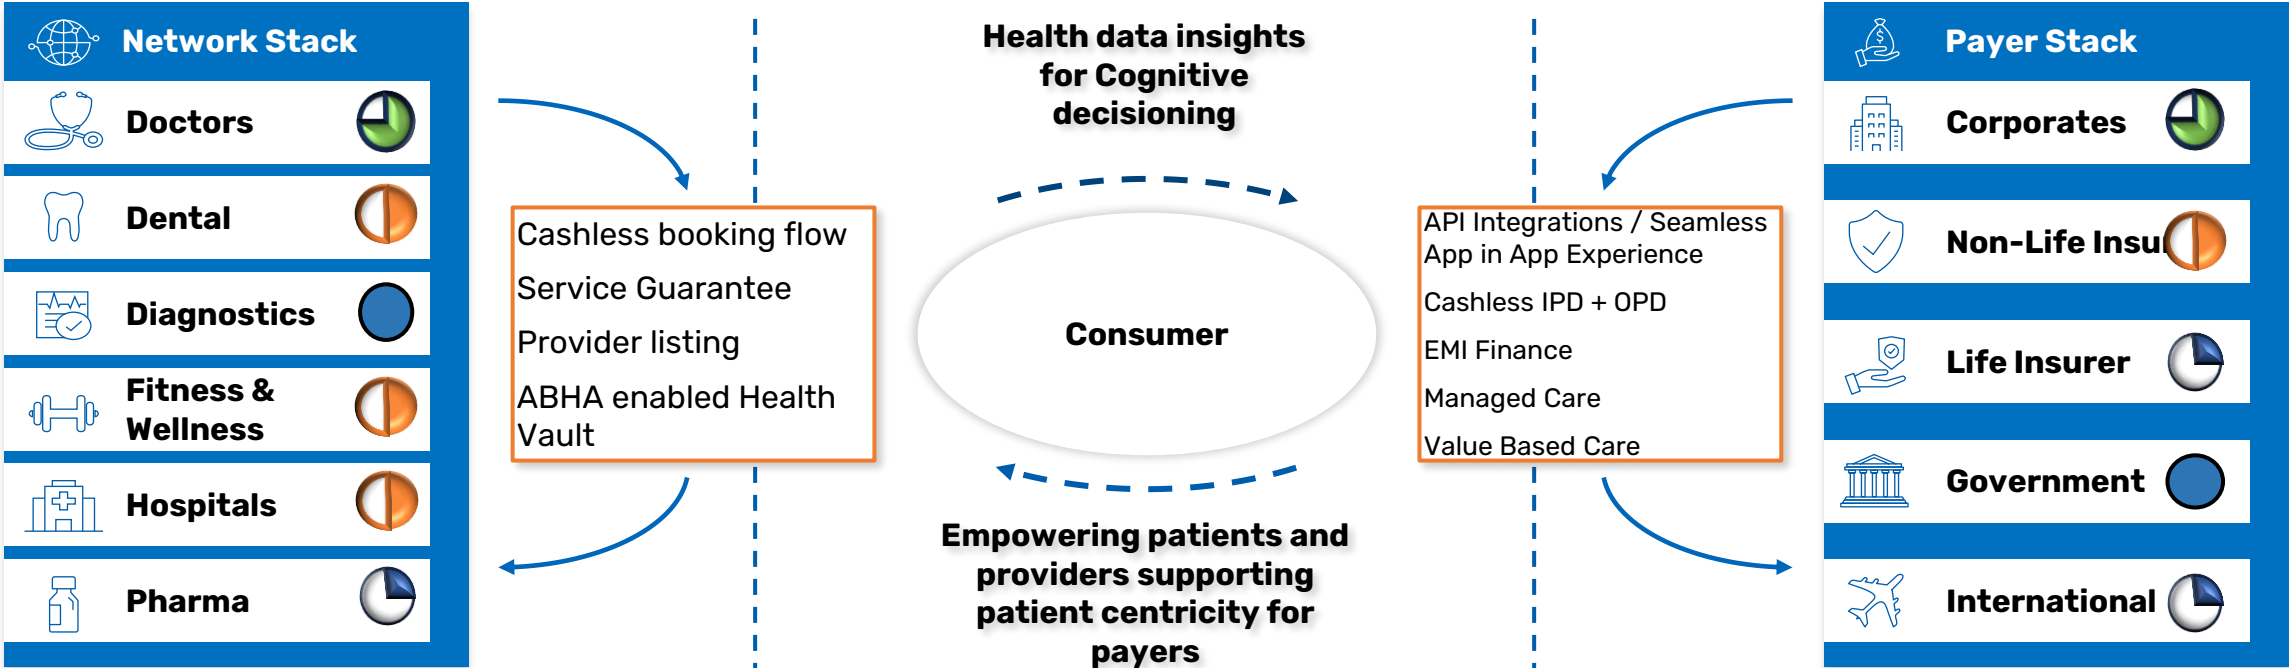 Network Stack
Doctors
Dental
Diagnostics
Fitness &
Wellness
Hospitals
Pharma
Cashless booking flow
Service Guarantee
Provider listing
ABHA enabled Health
Vault
Health data insights
for Cognitive
decisioning
Consumer
Empowering patients and
providers supporting
patient centricity for
payers
API Integrations / Seamless
App in App Experience
Cashless IPD + OPD
EMI Finance
Managed Care
Value Based Care
Payer Stack
Corporates
Non-Life
Life Insurer
Government
International